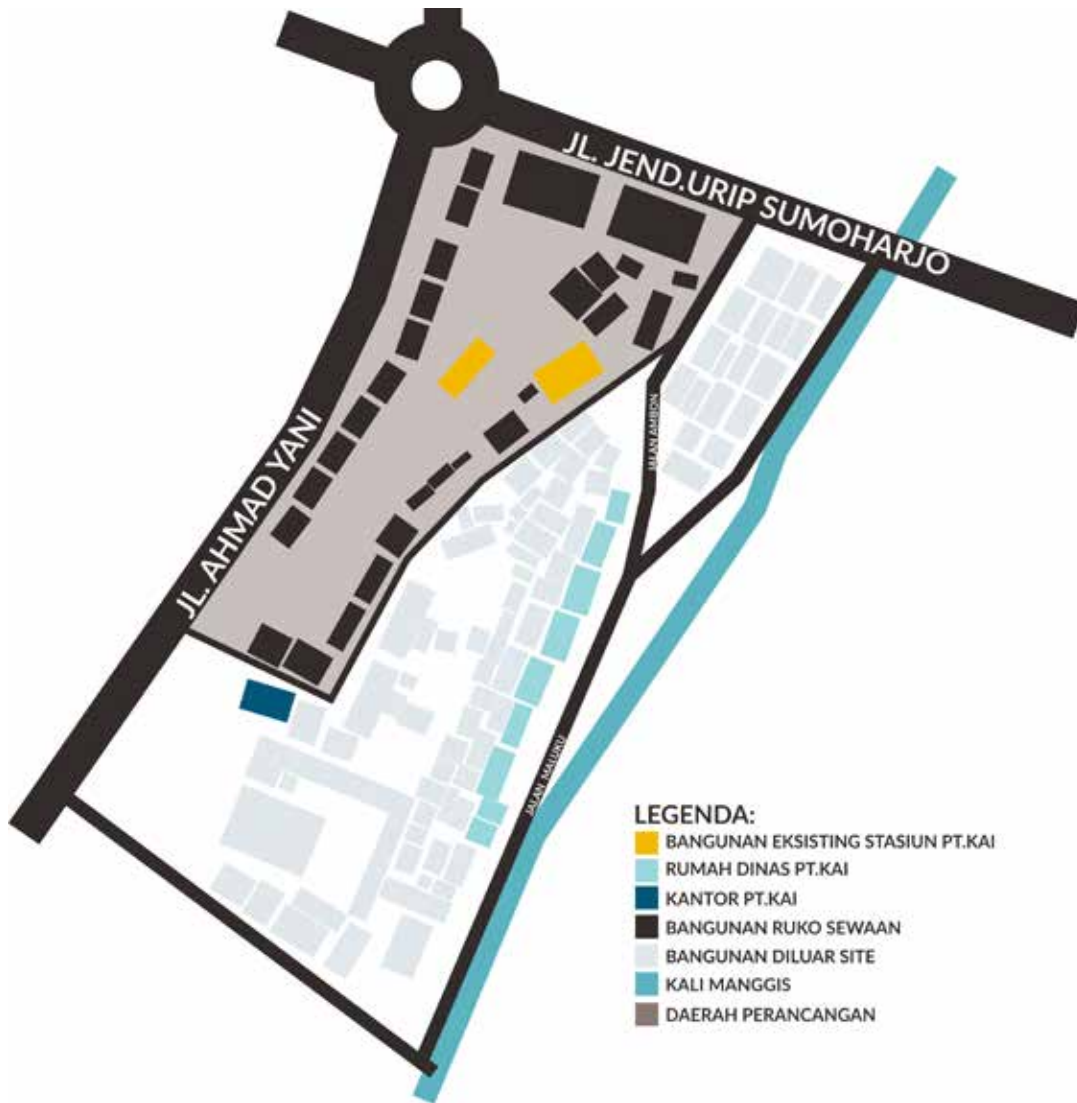 JL. JEND.URIP SUMOHARJO
JL. AHMAD YANI
JALAN AMBON
JALAN MALUKU
LEGENDA:
BANGUNAN EKSISTING STASIUN PT.KAI
RUMAH DINAS PT.KAI
KANTOR PT.KAI
BANGUNAN RUKO SEWAAN
BANGUNAN DILUAR SITE
KALI MANGGIS
DAERAH PERANCANGAN